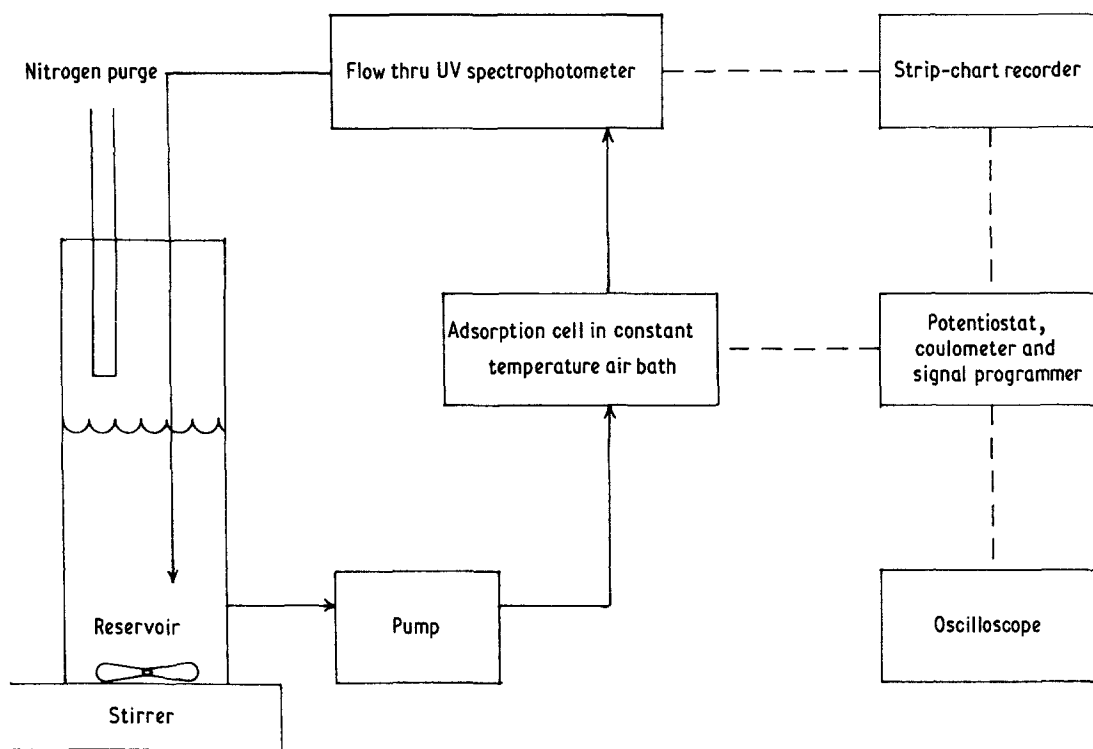 Nitrogen purge
Flow thru UV spectrophotometer
Strip-chart recorder
Adsorption cell in constant
temperature air bath
Potentiostat,
coulometer and
signal programmer
Reservoir
Pump
Oscilloscope
Stirrer